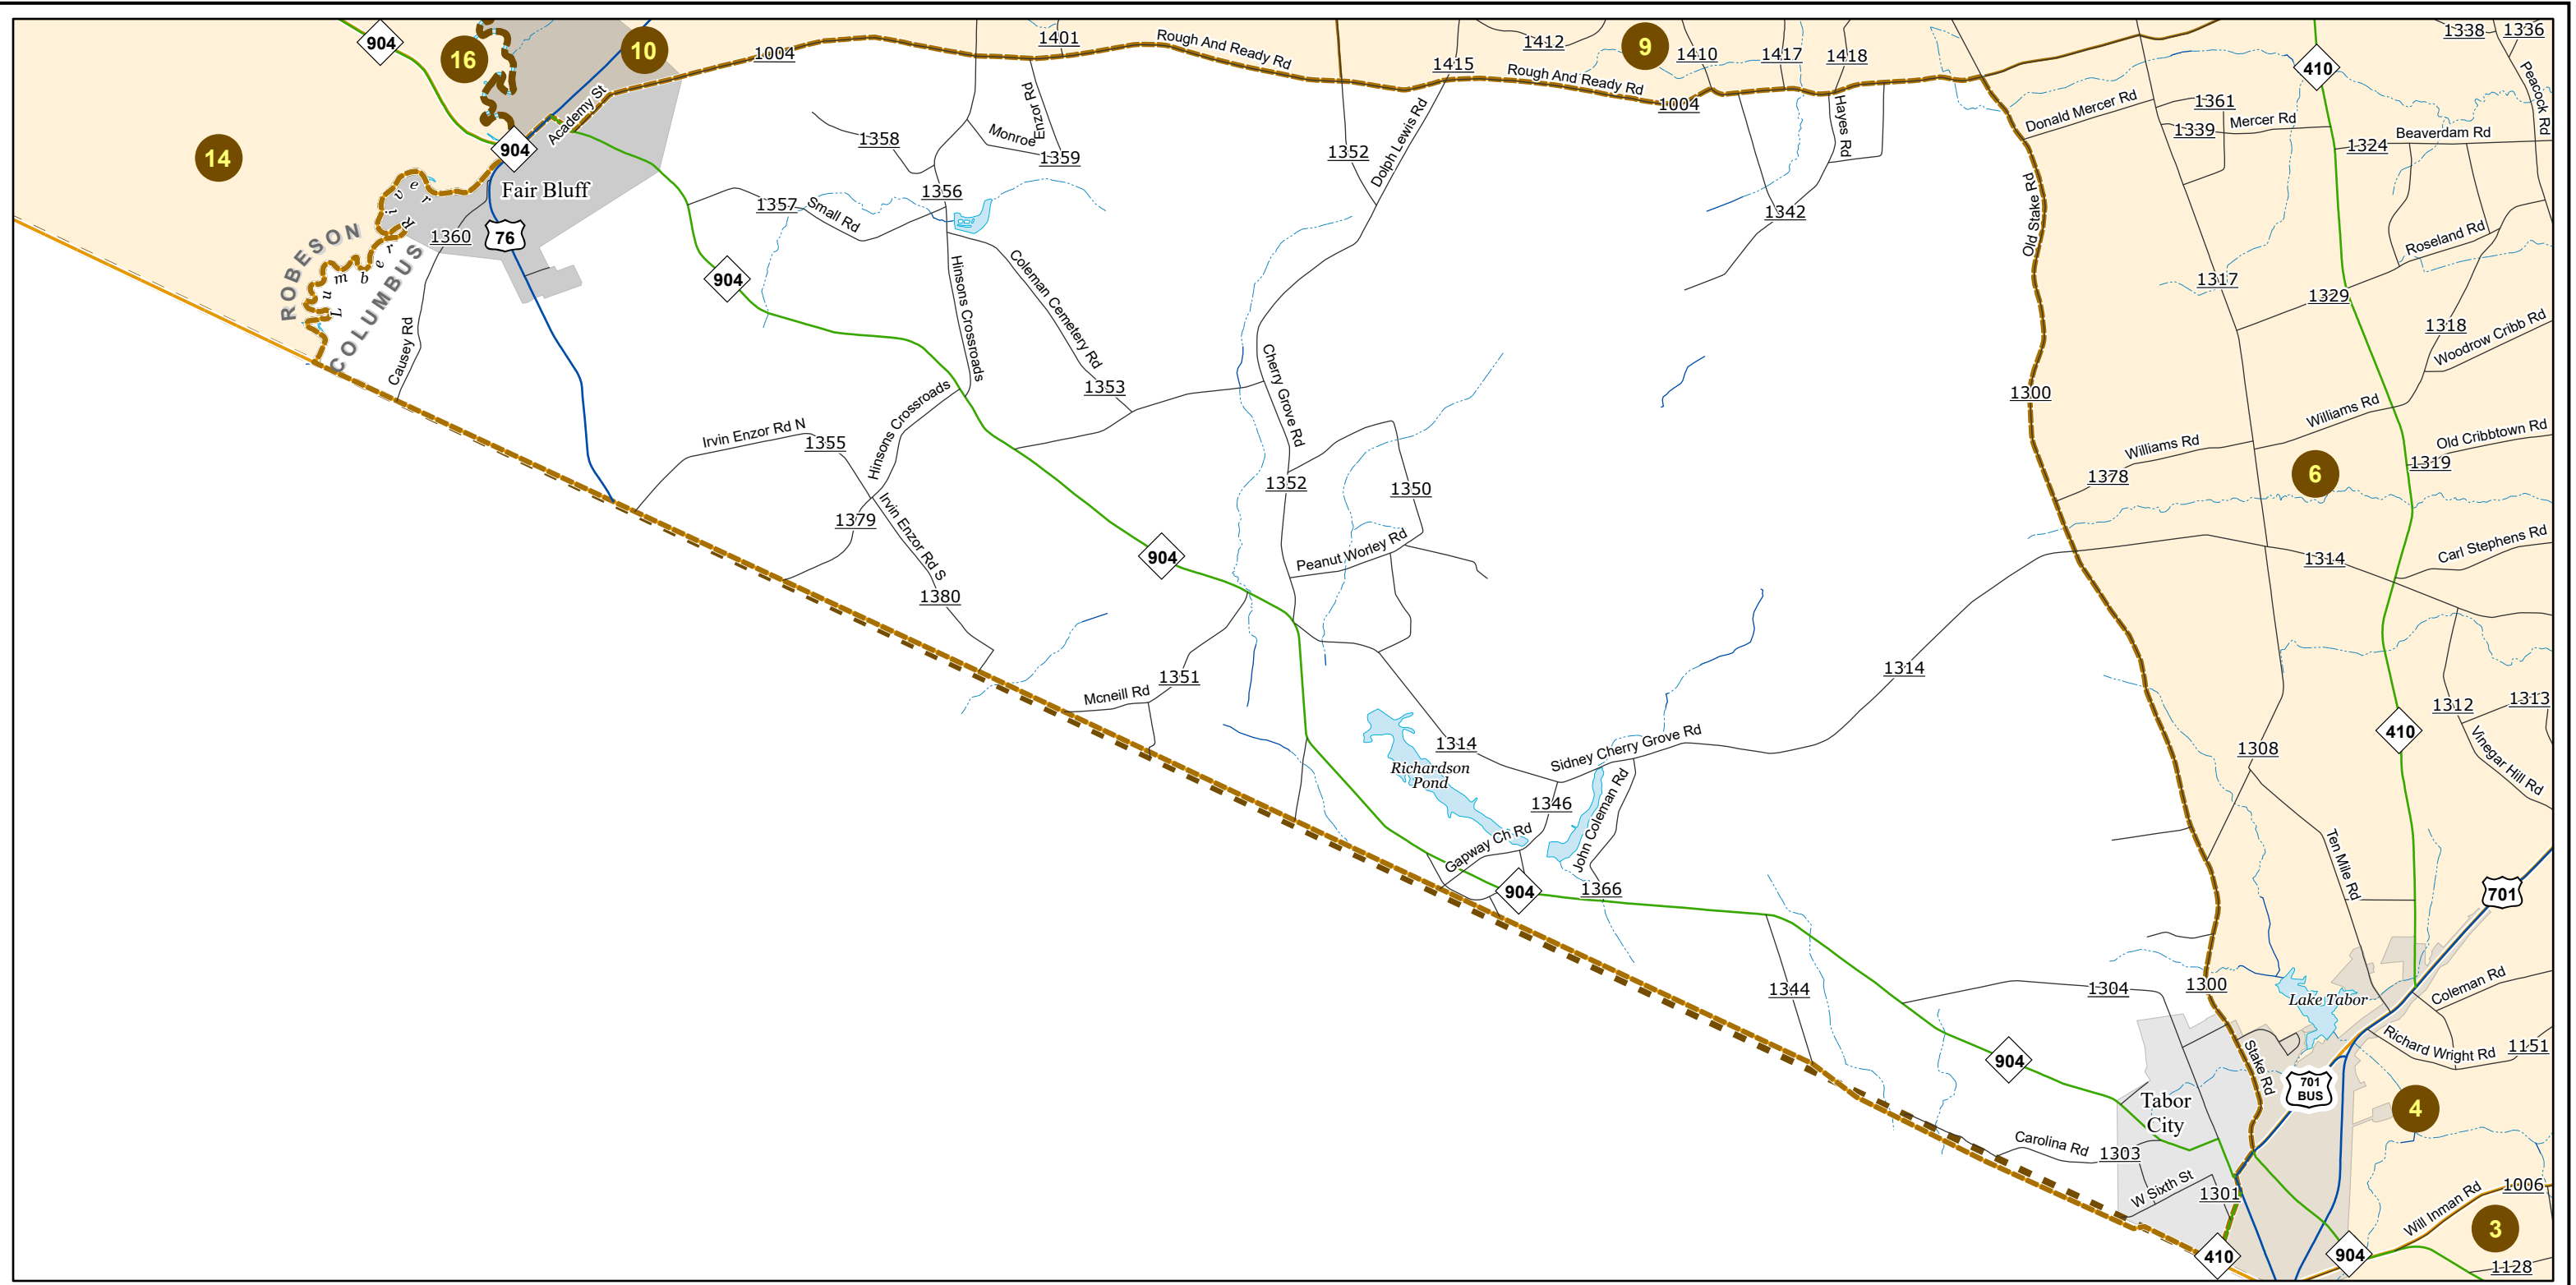 904
16
10
1004
1401
Rough And Ready Rd
1415
1412
9
Rough And Ready Rd
1004
1410
1417
1418
410
1338
1336
Peacock Rd
14
904
Academy St
Fair Bluff
1358
Enzor Rd
Monroe
1359
1352
Dolph Lewis Rd
Hayes Rd
Donald Mercer Rd
1361
1339
Mercer Rd
1324
Beaverdam Rd
ROBESON
COLUMBUS
Lumber
River
1360
76
1357
Small Rd
1356
1342
Old Stake Rd
Roseland Rd
904
Hinsons Crossroads
Coleman Cemetery Rd
1317
1329
1318
Woodrow Cribb Rd
Causey Rd
1353
Cherry Grove Rd
1300
Williams Rd
Irvin Enzor Rd N
1355
Hinsons Crossroads
Williams Rd
1378
Old Cribbtown Rd
1319
6
1352
1350
1379
Irvin Enzor Rd S
904
Peanut Worley Rd
1314
Carl Stephens Rd
1380
Mcneill Rd
1351
1314
1314
Sidney Cherry Grove Rd
Richardson
Pond
1346
John Coleman Rd
Gapway Ch Rd
904
1366
1308
410
1312
1313
Vinegar Hill Rd
Ten Mile Rd
701
1344
1304
1300
Lake Tabor
Coleman Rd
Richard Wright Rd
1151
904
Stake Rd
701
BUS
Tabor
City
4
Carolina Rd
1303
W Sixth St
1301
Will Inman Rd
1006
3
410
904
1128